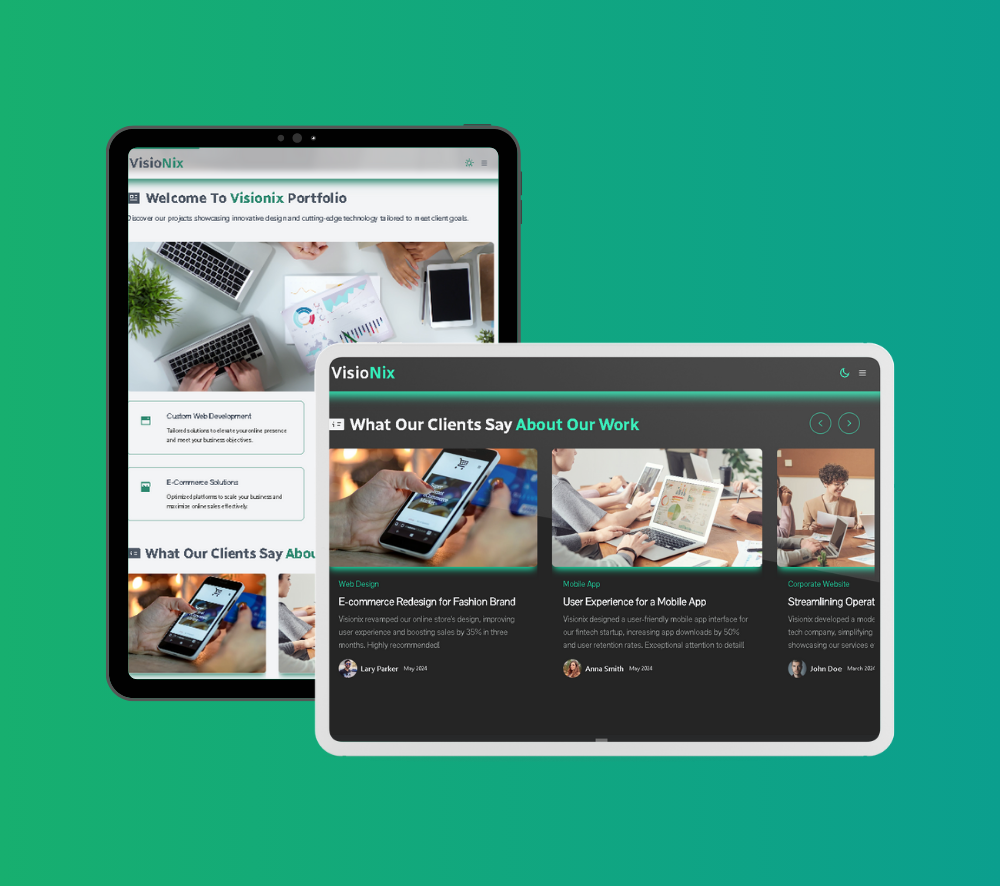 VisioNix
Welcome To Visionix Portfolio
Discover our projects showcasing innovative design and cutting-edge technology tailored to meet client goals.
Custom Web Development
Tailored solutions to elevate your online presence
and meet your business objectives.
E-Commerce Solutions
Optimized platforms to scale your business and
maximize online sales effectively.
What Our Clients Say Abou
VisioNix
What Our Clients Say About Our Work
Web Design
E-commerce Redesign for Fashion Brand
Visionix revamped our online store's design, improving
user experience and boosting sales by 35% in three
months. Highly recommended!
Lary Parker May 2024
Mobile App
User Experience for a Mobile App
Visionix designed a user-friendly mobile app interface for
our fintech startup, increasing app downloads by 50%
and user retention rates. Exceptional attention to detail!
Anna Smith May 2024
Corporate Website
Streamlining Operat
Visionix developed a mode
tech company, simplifying
showcasing our services e
John Doe March 2024